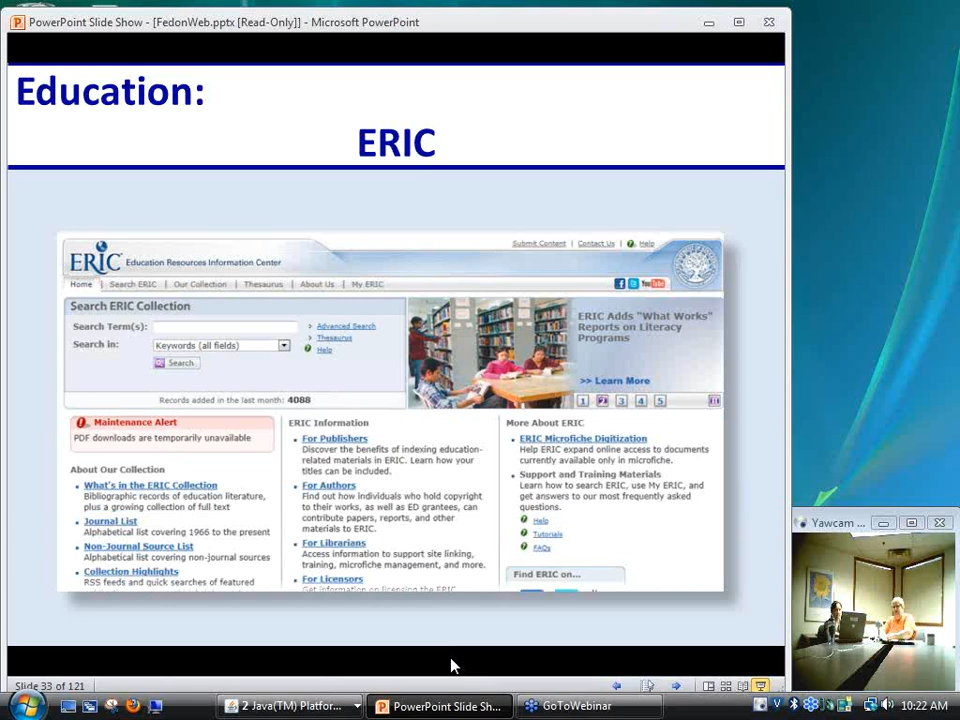 PowerPoint Slide Show - [FedonWeb.pptx [Read-Only]] - Microsoft PowerPoint
Education:
ERIC
Submit Content | Contact Us | Help
ERIC Education Resources Information Center
Home | Search ERIC | Our Collection | Thesaurus | About Us | My ERIC
Search ERIC Collection
Search Term(s):
> Advanced Search
> Thesaurus
Search in: Keywords (all fields)
Help
Search
Records added in the last month: 4088
ERIC Adds "What Works"
Reports on Literacy
Programs
>> Learn More
1 2 3 4 5
Maintenance Alert
PDF downloads are temporarily unavailable
About Our Collection
What's in the ERIC Collection
Bibliographic records of education literature,
plus a growing collection of full text
Journal List
Alphabetical list covering 1966 to the present
Non-Journal Source List
Alphabetical list covering non-journal sources
Collection Highlights
RSS feeds and quick searches of featured
ERIC Information
For Publishers
Discover the benefits of indexing education-
related materials in ERIC. Learn how your
titles can be included.
For Authors
Find out how individuals who hold copyright
to their works, as well as ED grantees, can
contribute papers, reports, and other
materials to ERIC.
For Librarians
Access information to support site linking,
training, microfiche management, and more.
For Licensors
Get information on licensing the ERIC
More About ERIC
ERIC Microfiche Digitization
Help ERIC expand online access to documents
currently available only in microfiche.
Support and Training Materials
Learn how to search ERIC, use My ERIC, and
get answers to our most frequently asked
questions.
Help
Tutorials
FAQs
Find ERIC on...
Yawcam ...
Slide 33 of 121
2 Java(TM) Platfor...
PowerPoint Slide Sh...
GoToWebinar
10:22 AM